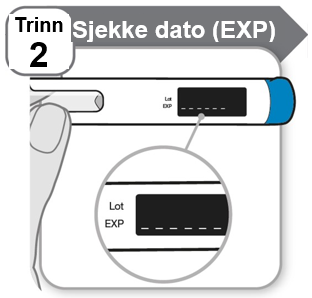 Trinn
2
Sjekke dato (EXP)
Lot
EXP
Lot
EXP